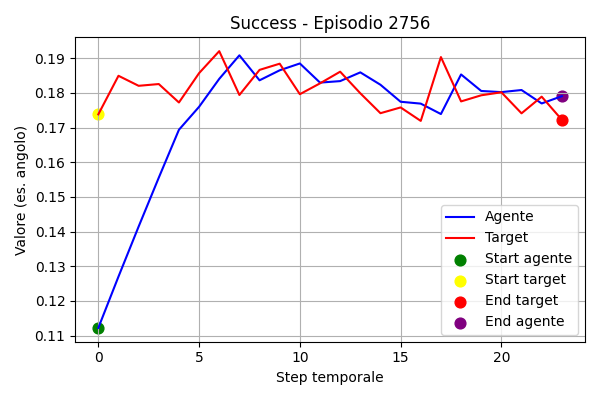 Success - Episodio 2756
Valore (es. angolo)
0.19
0.18
0.17
0.16
0.15
0.14
0.13
0.12
0.11
0
5
10
15
20
Step temporale
Agente
Target
Start agente
Start target
End target
End agente